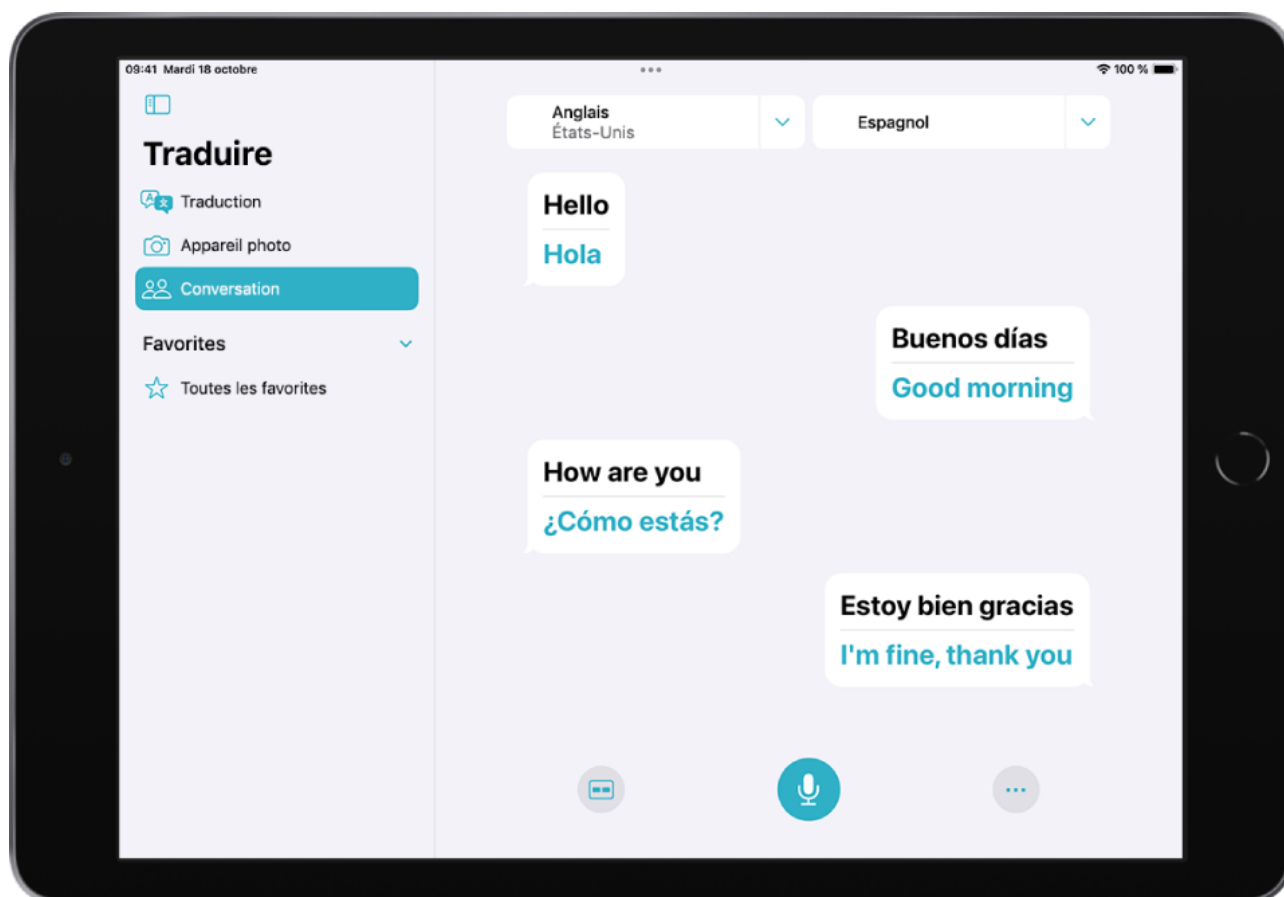 09:41 Mardi 18 octobre
100 %
Traduire
Traduction
Appareil photo
Conversation
Favorites
Toutes les favorites
Anglais
États-Unis
Espagnol
Hello
Hola
Buenos días
Good morning
How are you
¿Cómo estás?
Estoy bien gracias
I'm fine, thank you